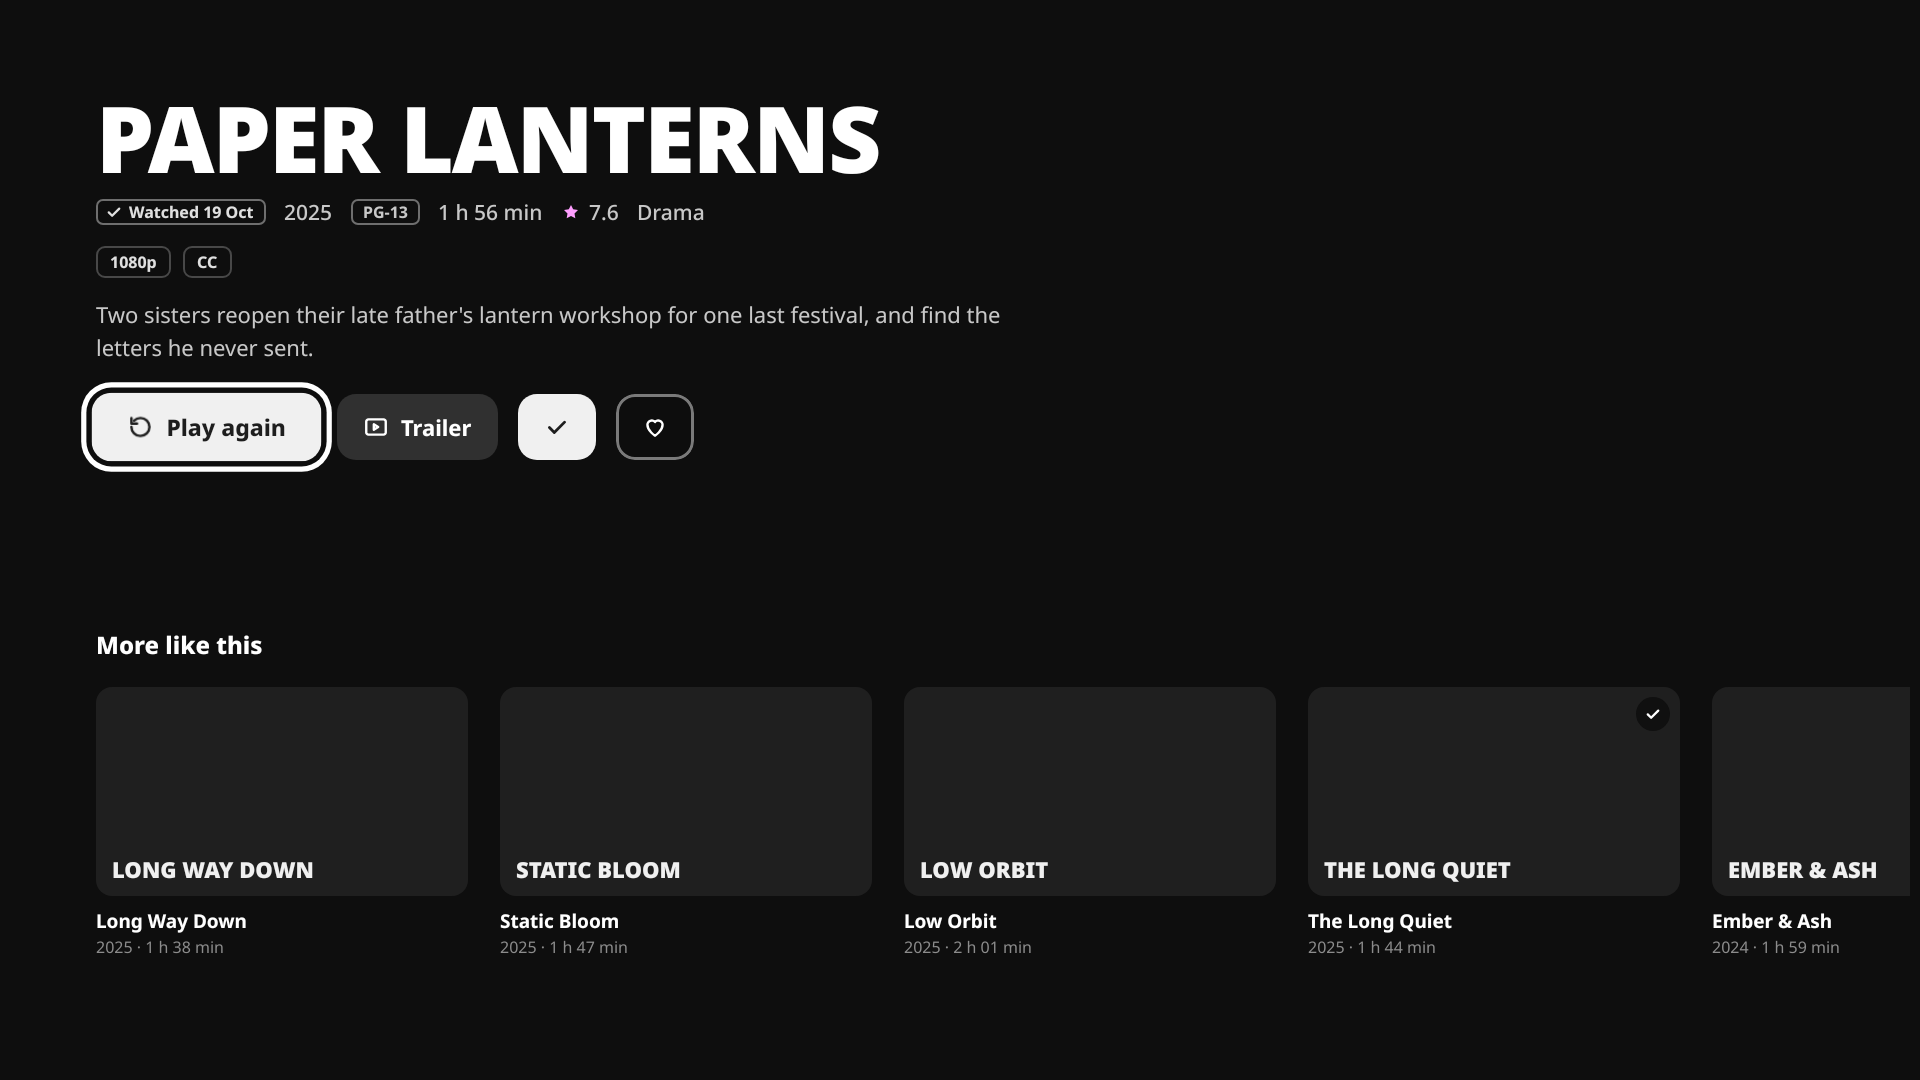 PAPER LANTERNS
Watched 19 Oct 2025 PG-13 1 h 56 min 7.6 Drama
1080p CC
Two sisters reopen their late father's lantern workshop for one last festival, and find the
letters he never sent.
Play again Trailer
More like this
LONG WAY DOWN STATIC BLOOM LOW ORBIT THE LONG QUIET EMBER & ASH
Long Way Down Static Bloom Low Orbit The Long Quiet Ember & Ash
2025 · 1 h 38 min 2025 · 1 h 47 min 2025 · 2 h 01 min 2025 · 1 h 44 min 2024 · 1 h 59 min